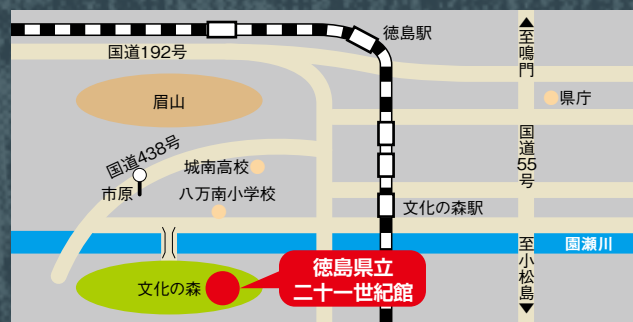 徳島駅
国道192号
▲至鳴門
県庁
眉山
国道438号
城南高校
国道55号
市原
八万南小学校
文化の森駅
園瀬川
至小松島▼
文化の森
徳島県立
二十一世紀館